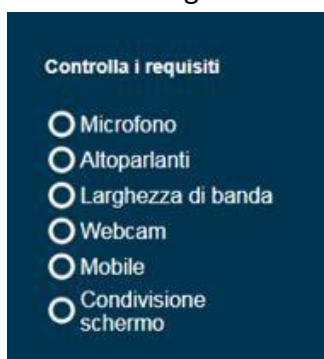 Controlla i requisiti
Microfono
Altoparlanti
Larghezza di banda
Webcam
Mobile
Condivisione
schermo